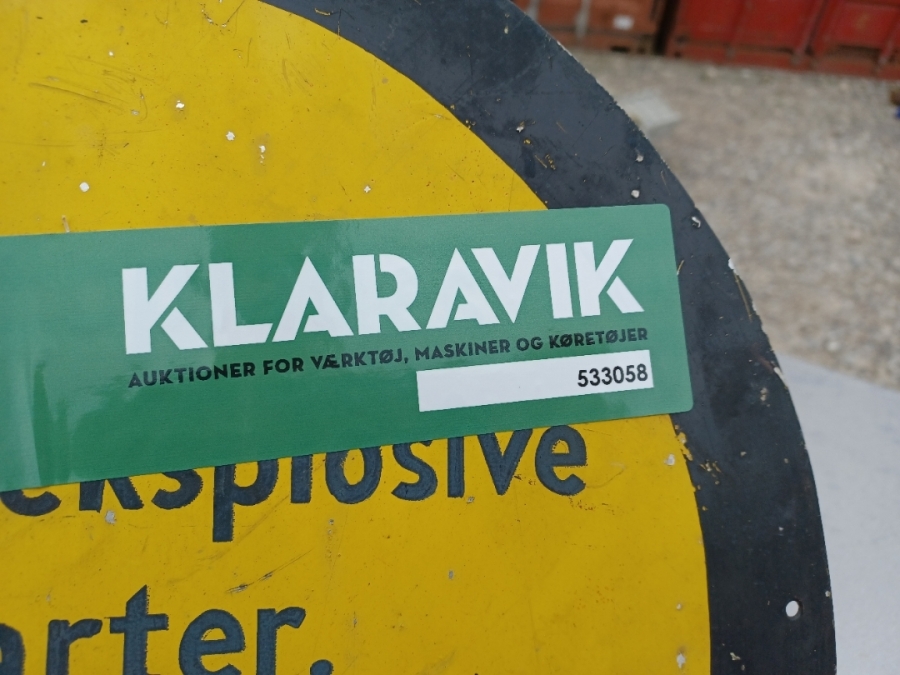 KLARAVIK
AUKTIONER FOR VÆRKTØJ, MASKINER OG KØRETØJER
533058
eksplosive
arter.